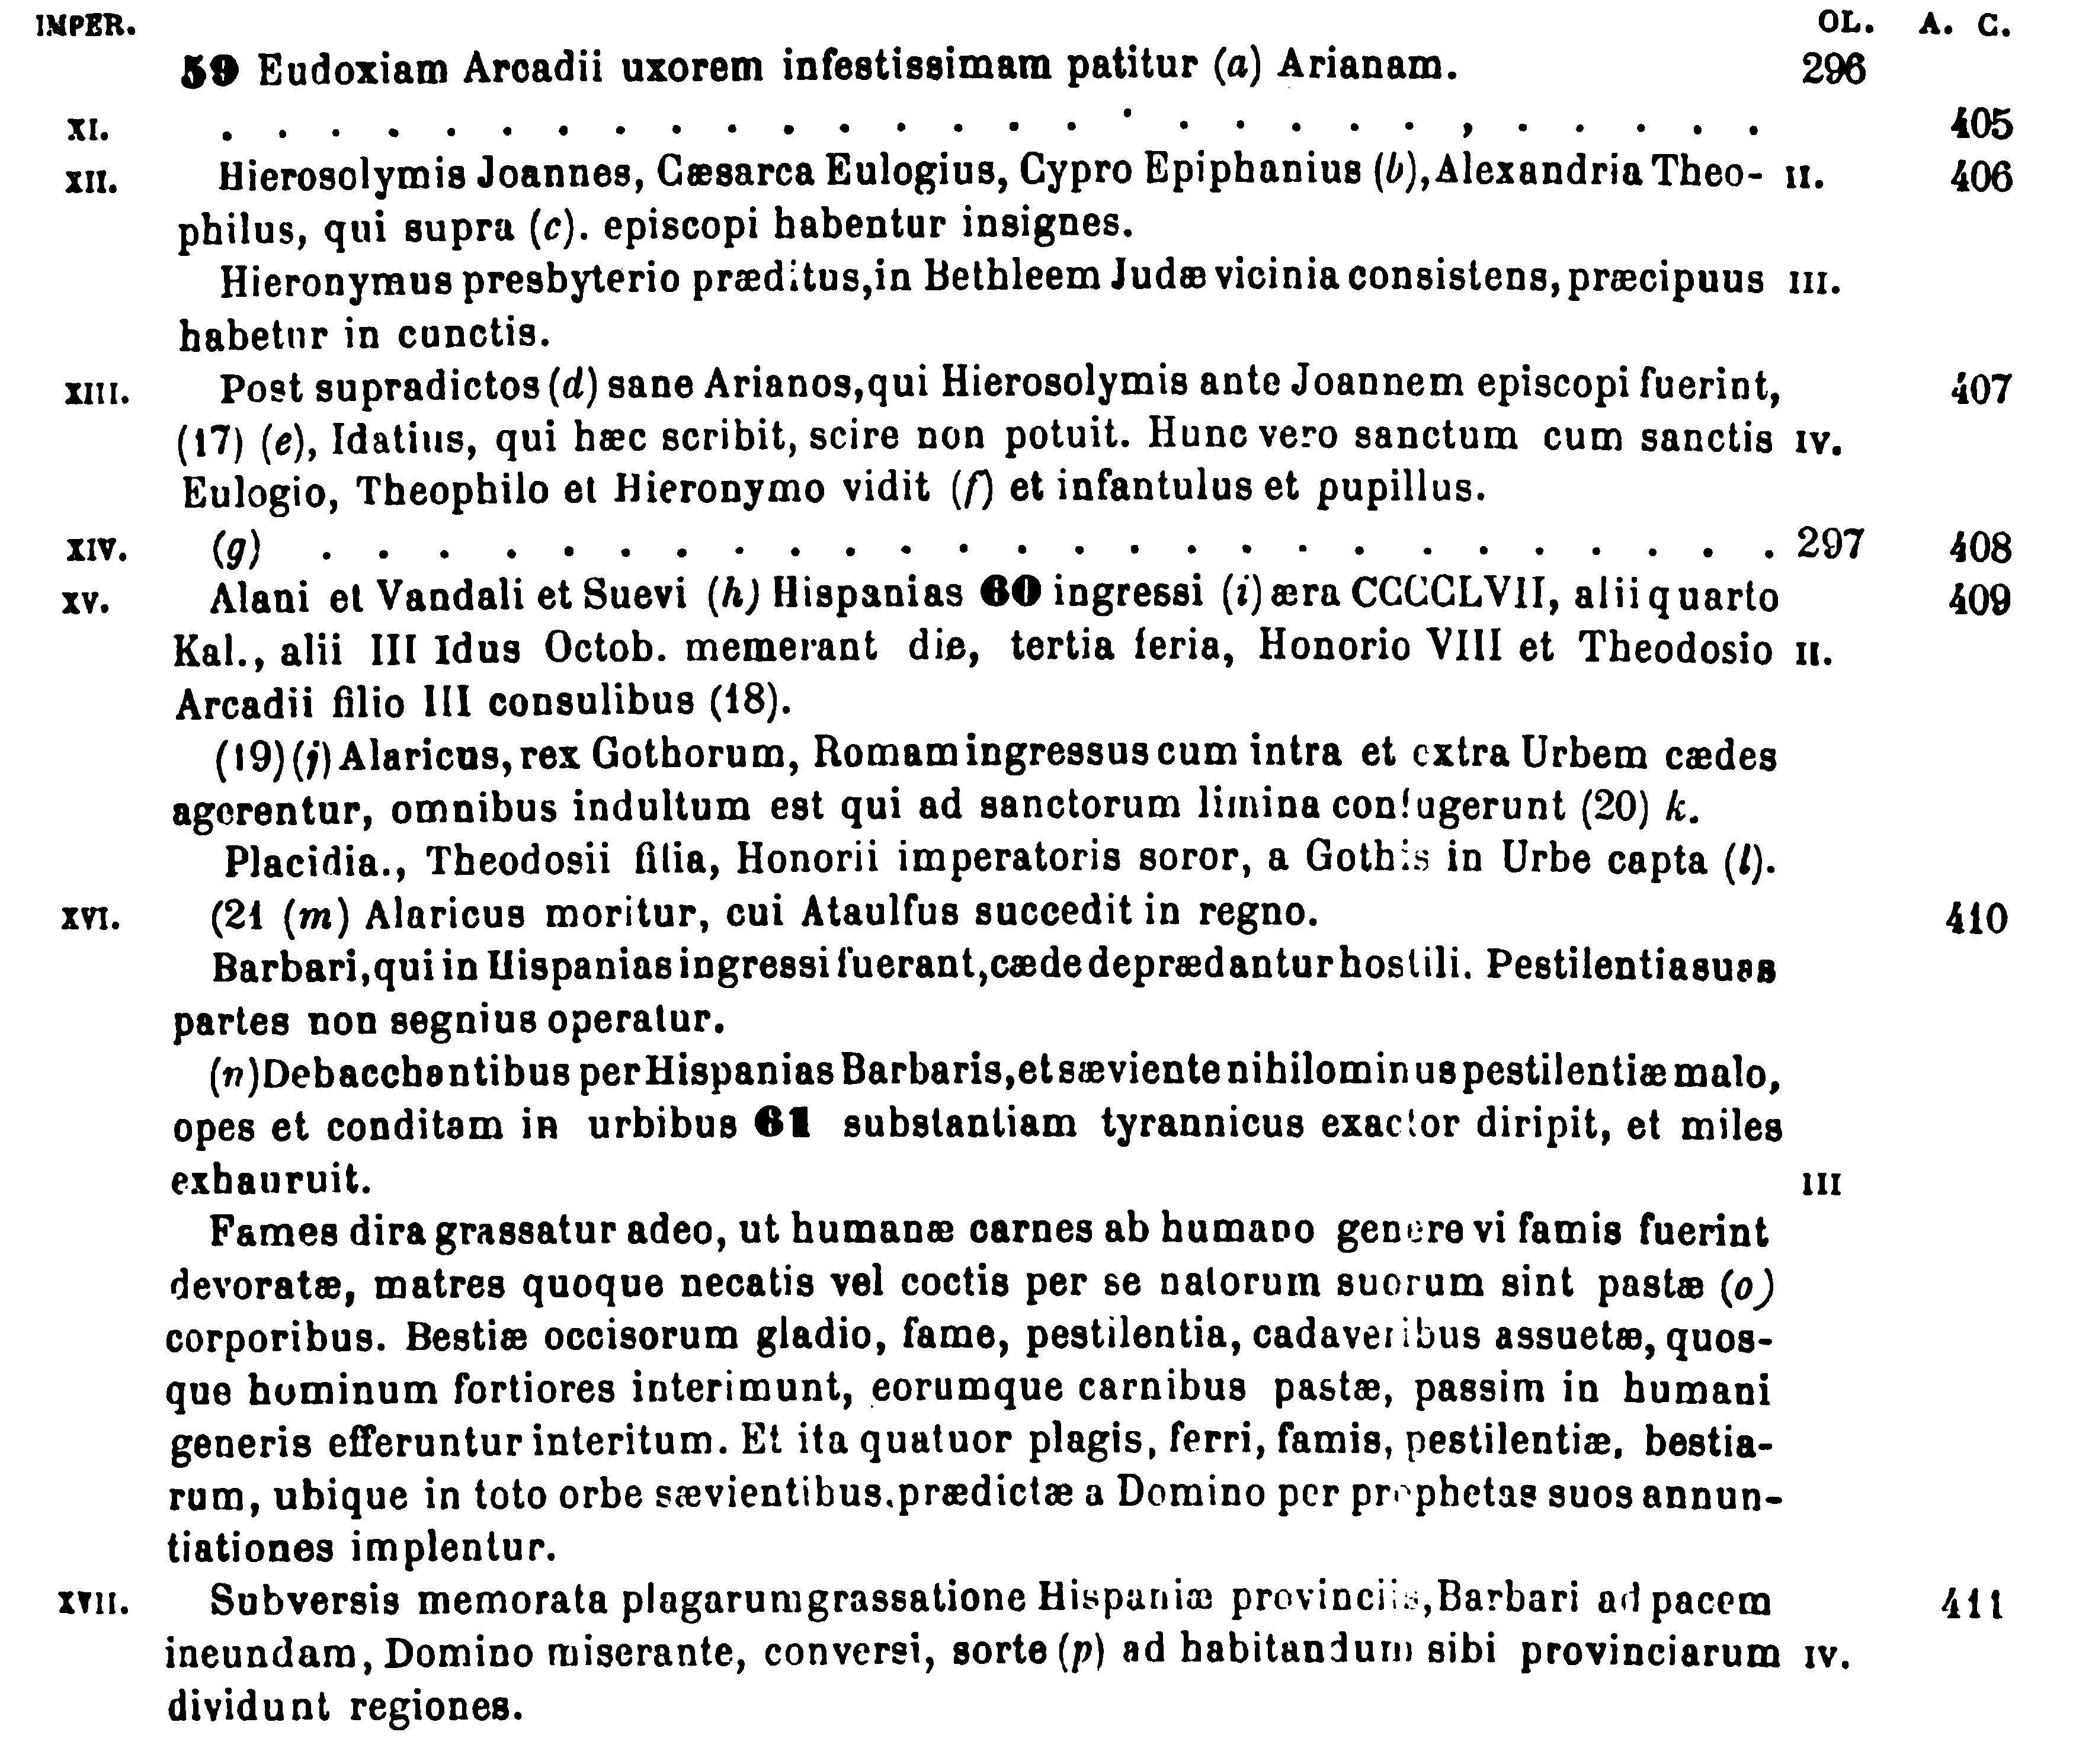 IMPER. OL. A. C.
59 Eudoxiam Arcadii uxorem infestissimam patitur (a) Arianam. 296
XI. . . . . . . . . . . . . . . . . . . . . . . . , . . . . . 405
XII. Hierosolymis Joannes, Cæsarea Eulogius, Cypro Epiphanius (b), Alexandria Theo- II. 406
philus, qui supra (c). episcopi habentur insignes.
Hieronymus presbyterio præditus, in Bethleem Judæ vicinia consistens, præcipuus III.
habetur in cunctis.
XIII. Post supradictos (d) sane Arianos, qui Hierosolymis ante Joannem episcopi fuerint, 407
(17) (e), Idatius, qui hæc scribit, scire non potuit. Hunc vero sanctum cum sanctis IV.
Eulogio, Theophilo et Hieronymo vidit (f) et infantulus et pupillus.
XIV. (g) . . . . . . . . . . . . . . . . . . . . . . . . . . 297 408
XV. Alani et Vandali et Suevi (h) Hispanias 60 ingressi (i) æra CCCCLVII, alii quarto 409
Kal., alii III Idus Octob. memerant die, tertia feria, Honorio VIII et Theodosio II.
Arcadii filio III consulibus (18).
(19) (j) Alaricus, rex Gothorum, Romam ingressus cum intra et extra Urbem cædes
agerentur, omnibus indultum est qui ad sanctorum limina confugerunt (20) k.
Placidia., Theodosii filia, Honorii imperatoris soror, a Gothis in Urbe capta (l).
XVI. (21 (m) Alaricus moritur, cui Ataulfus succedit in regno. 410
Barbari, qui in Hispanias ingressi fuerant, cæde deprædantur hostili. Pestilentia suas
partes non segnius operatur.
(n) Debacchantibus per Hispanias Barbaris, et sæviente nihilominus pestilentiæ malo,
opes et conditam in urbibus 61 substantiam tyrannicus exactor diripit, et miles
exhauruit. III
Fames dira grassatur adeo, ut humanæ carnes ab humano genere vi famis fuerint
devoratæ, matres quoque necatis vel coctis per se natorum suorum sint pastæ (o)
corporibus. Bestiæ occisorum gladio, fame, pestilentia, cadaveribus assuetæ, quos-
que hominum fortiores interimunt, eorumque carnibus pastæ, passim in humani
generis efferuntur interitum. Et ita quatuor plagis, ferri, famis, pestilentiæ, bestia-
rum, ubique in toto orbe sævientibus, prædictæ a Domino per prophetas suos annun-
tiationes implentur.
XVII. Subversis memorata plagarum grassatione Hispaniæ provinciis, Barbari ad pacem 411
ineundam, Domino miserante, conversi, sorte (p) ad habitandum sibi provinciarum IV.
dividunt regiones.